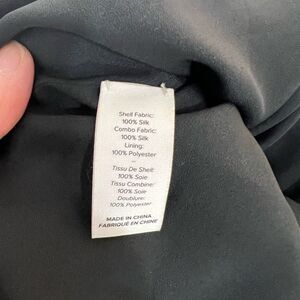 Shell Fabric:
100% Silk
Combo Fabric:
100% Silk
Lining:
100% Polyester
–
Tissu De Shell:
100% Soie
Tissu Combine:
100% Soie
Doublure:
100% Polyester
–
MADE IN CHINA
FABRIQUÉ EN CHINE